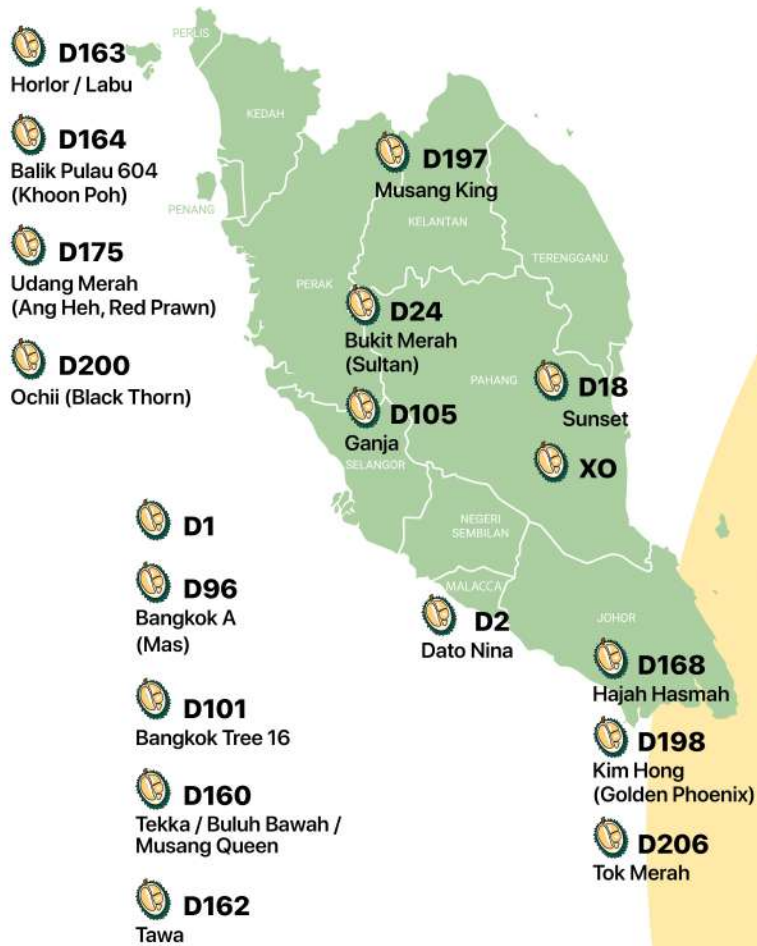 PERLIS
D163
Horlor / Labu
KEDAH
D164
Balik Pulau 604
(Khoon Poh)
PENANG
D197
Musang King
KELANTAN
TERENGGANU
D175
Udang Merah
(Ang Heh, Red Prawn)
PERAK
D24
Bukit Merah
(Sultan)
D200
Ochii (Black Thorn)
PAHANG
D18
Sunset
D105
Ganja
SELANGOR
XO
D1
NEGERI
SEMBILAN
D96
Bangkok A
(Mas)
MALACCA
D2
Dato Nina
JOHOR
D168
Hajah Hasmah
D101
Bangkok Tree 16
D198
Kim Hong
(Golden Phoenix)
D160
Tekka / Buluh Bawah /
Musang Queen
D206
Tok Merah
D162
Tawa